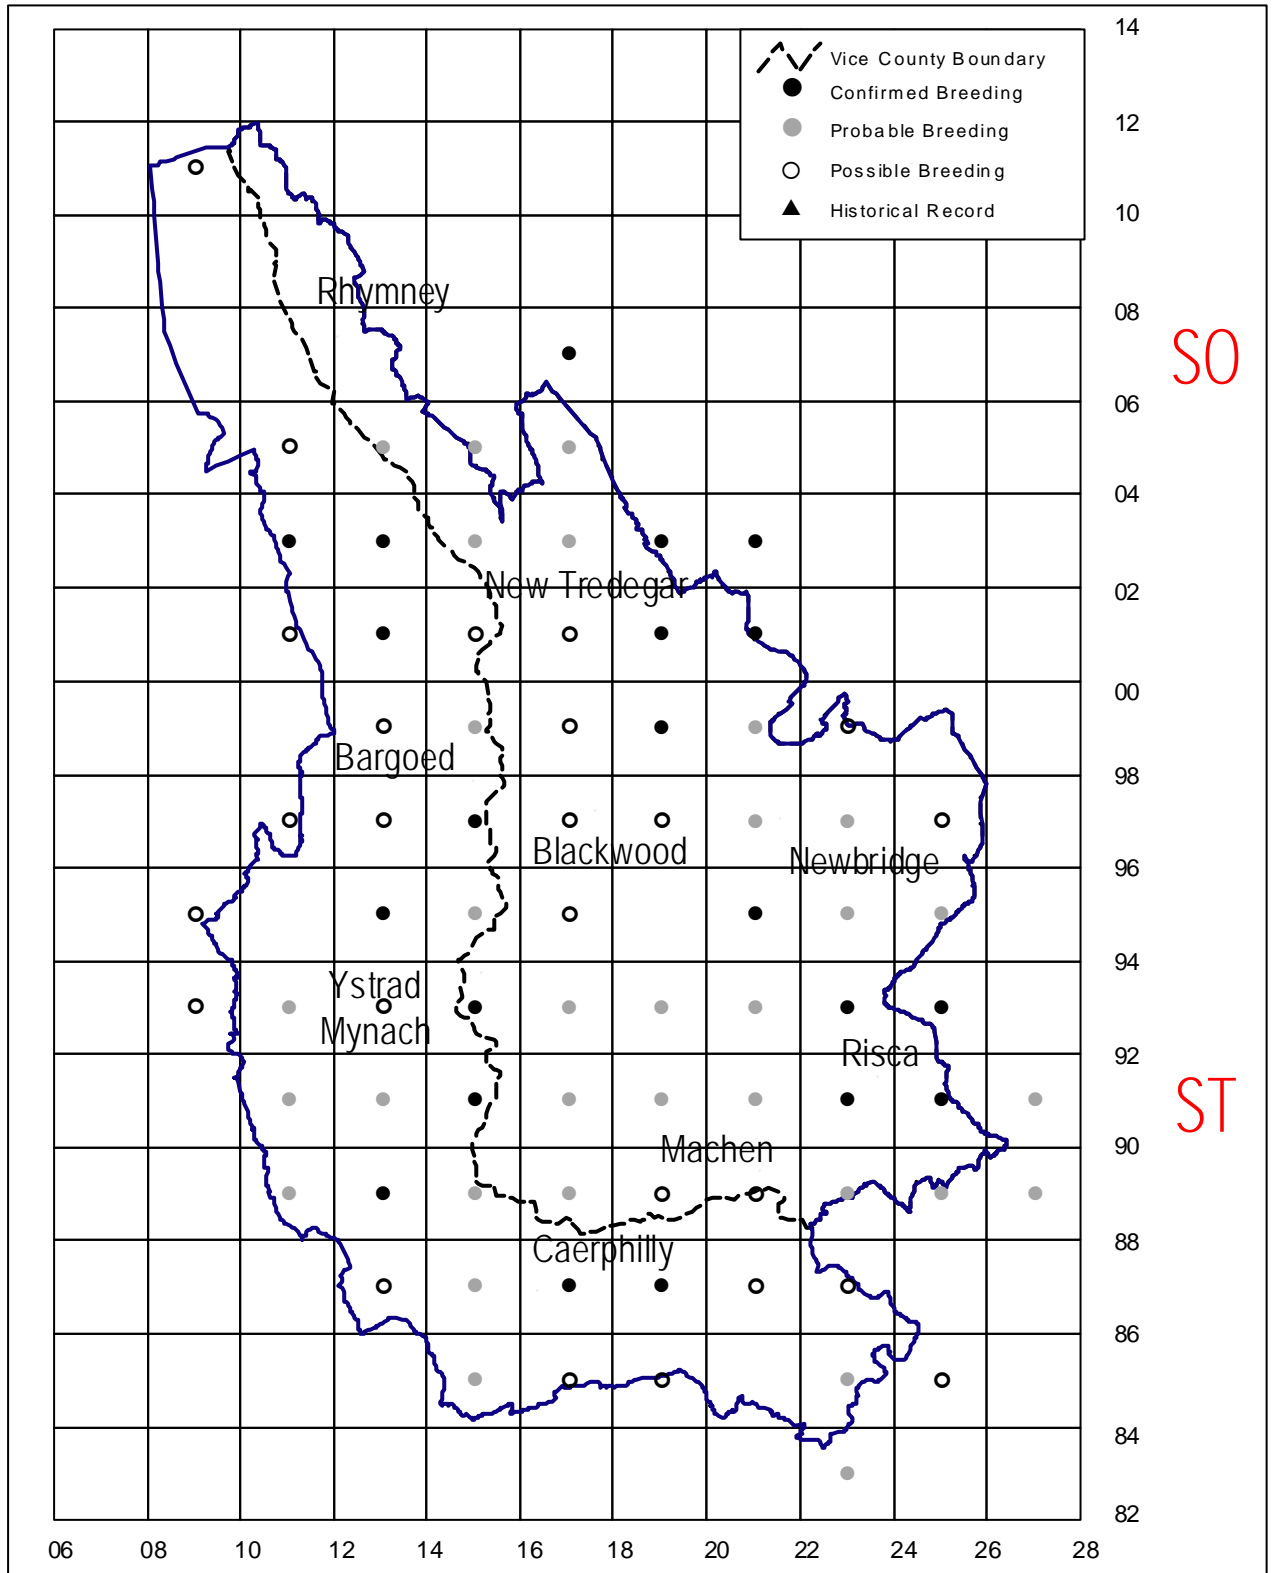 14
Vice County Boundary
Confirmed Breeding
12
Probable Breeding
Possible Breeding
Historical Record
10
Rhymney
08
SO
06
04
New Tredegar
02
00
Bargoed
98
Blackwood
Newbridge
96
94
Ystrad
Mynach
92
Risca
ST
90
Machen
88
Caerphilly
86
84
82
06 08 10 12 14 16 18 20 22 24 26 28